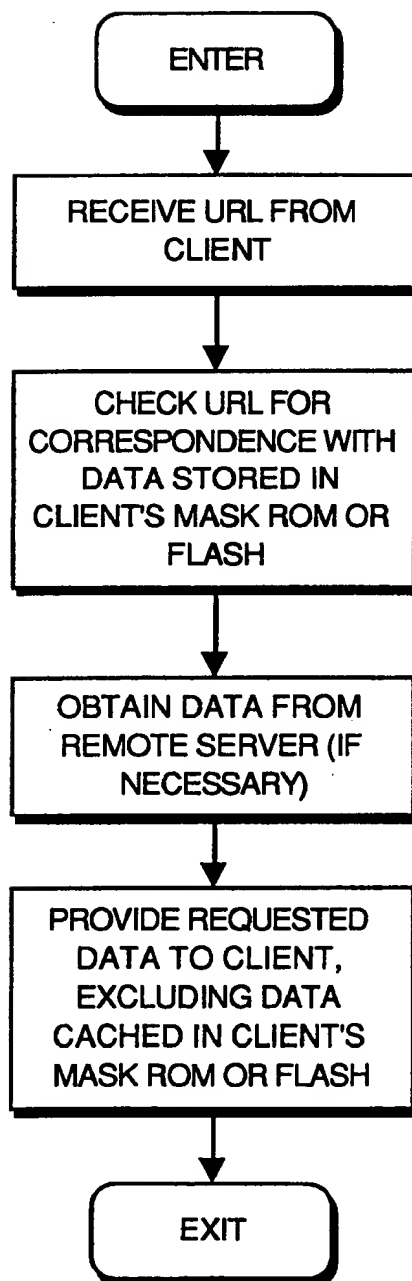 ENTER
RECEIVE URL FROM
CLIENT
CHECK URL FOR
CORRESPONDENCE WITH
DATA STORED IN
CLIENT'S MASK ROM OR
FLASH
OBTAIN DATA FROM
REMOTE SERVER (IF
NECESSARY)
PROVIDE REQUESTED
DATA TO CLIENT,
EXCLUDING DATA
CACHED IN CLIENT'S
MASK ROM OR FLASH
EXIT